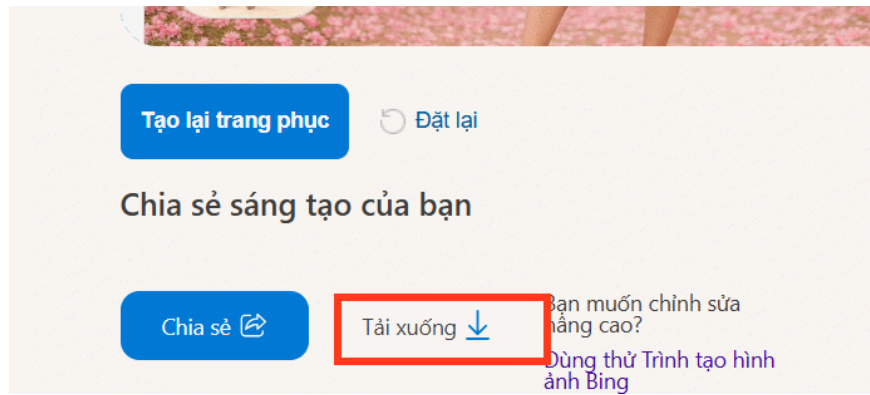 Tạo lại trang phục
Đặt lại
Chia sẻ sáng tạo của bạn
Chia sẻ
Tải xuống
Bạn muốn chỉnh sửa
nâng cao?
Dùng thử Trình tạo hình
ảnh Bing